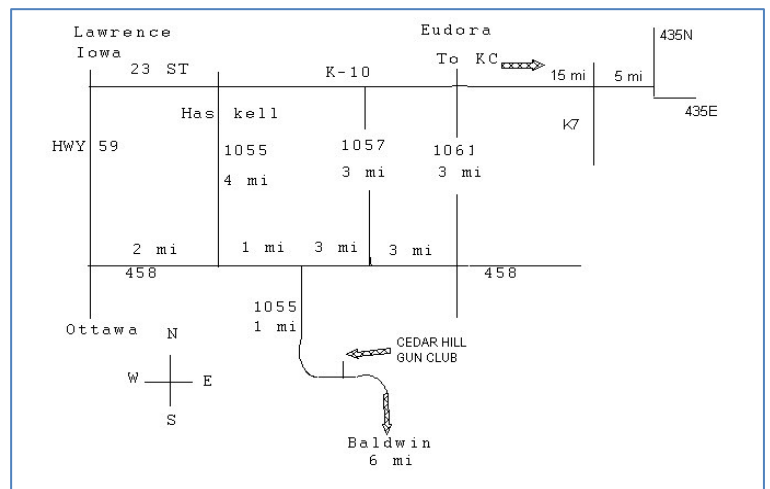 Lawrence
Iowa
Eudora
435N
23 ST
K-10
To KC
15 mi
5 mi
435E
Haskell
K7
HWY 59
1055
4 mi
1057
3 mi
1061
3 mi
2 mi
1 mi
3 mi
3 mi
458
458
1055
1 mi
Ottawa
N
W
E
S
CEDAR HILL
GUN CLUB
Baldwin
6 mi